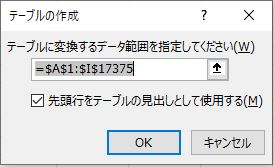 テーブルの作成
テーブルに変換するデータ範囲を指定してください(W)
=$A$1:$I$17375
先頭行をテーブルの見出しとして使用する(M)
OK キャンセル